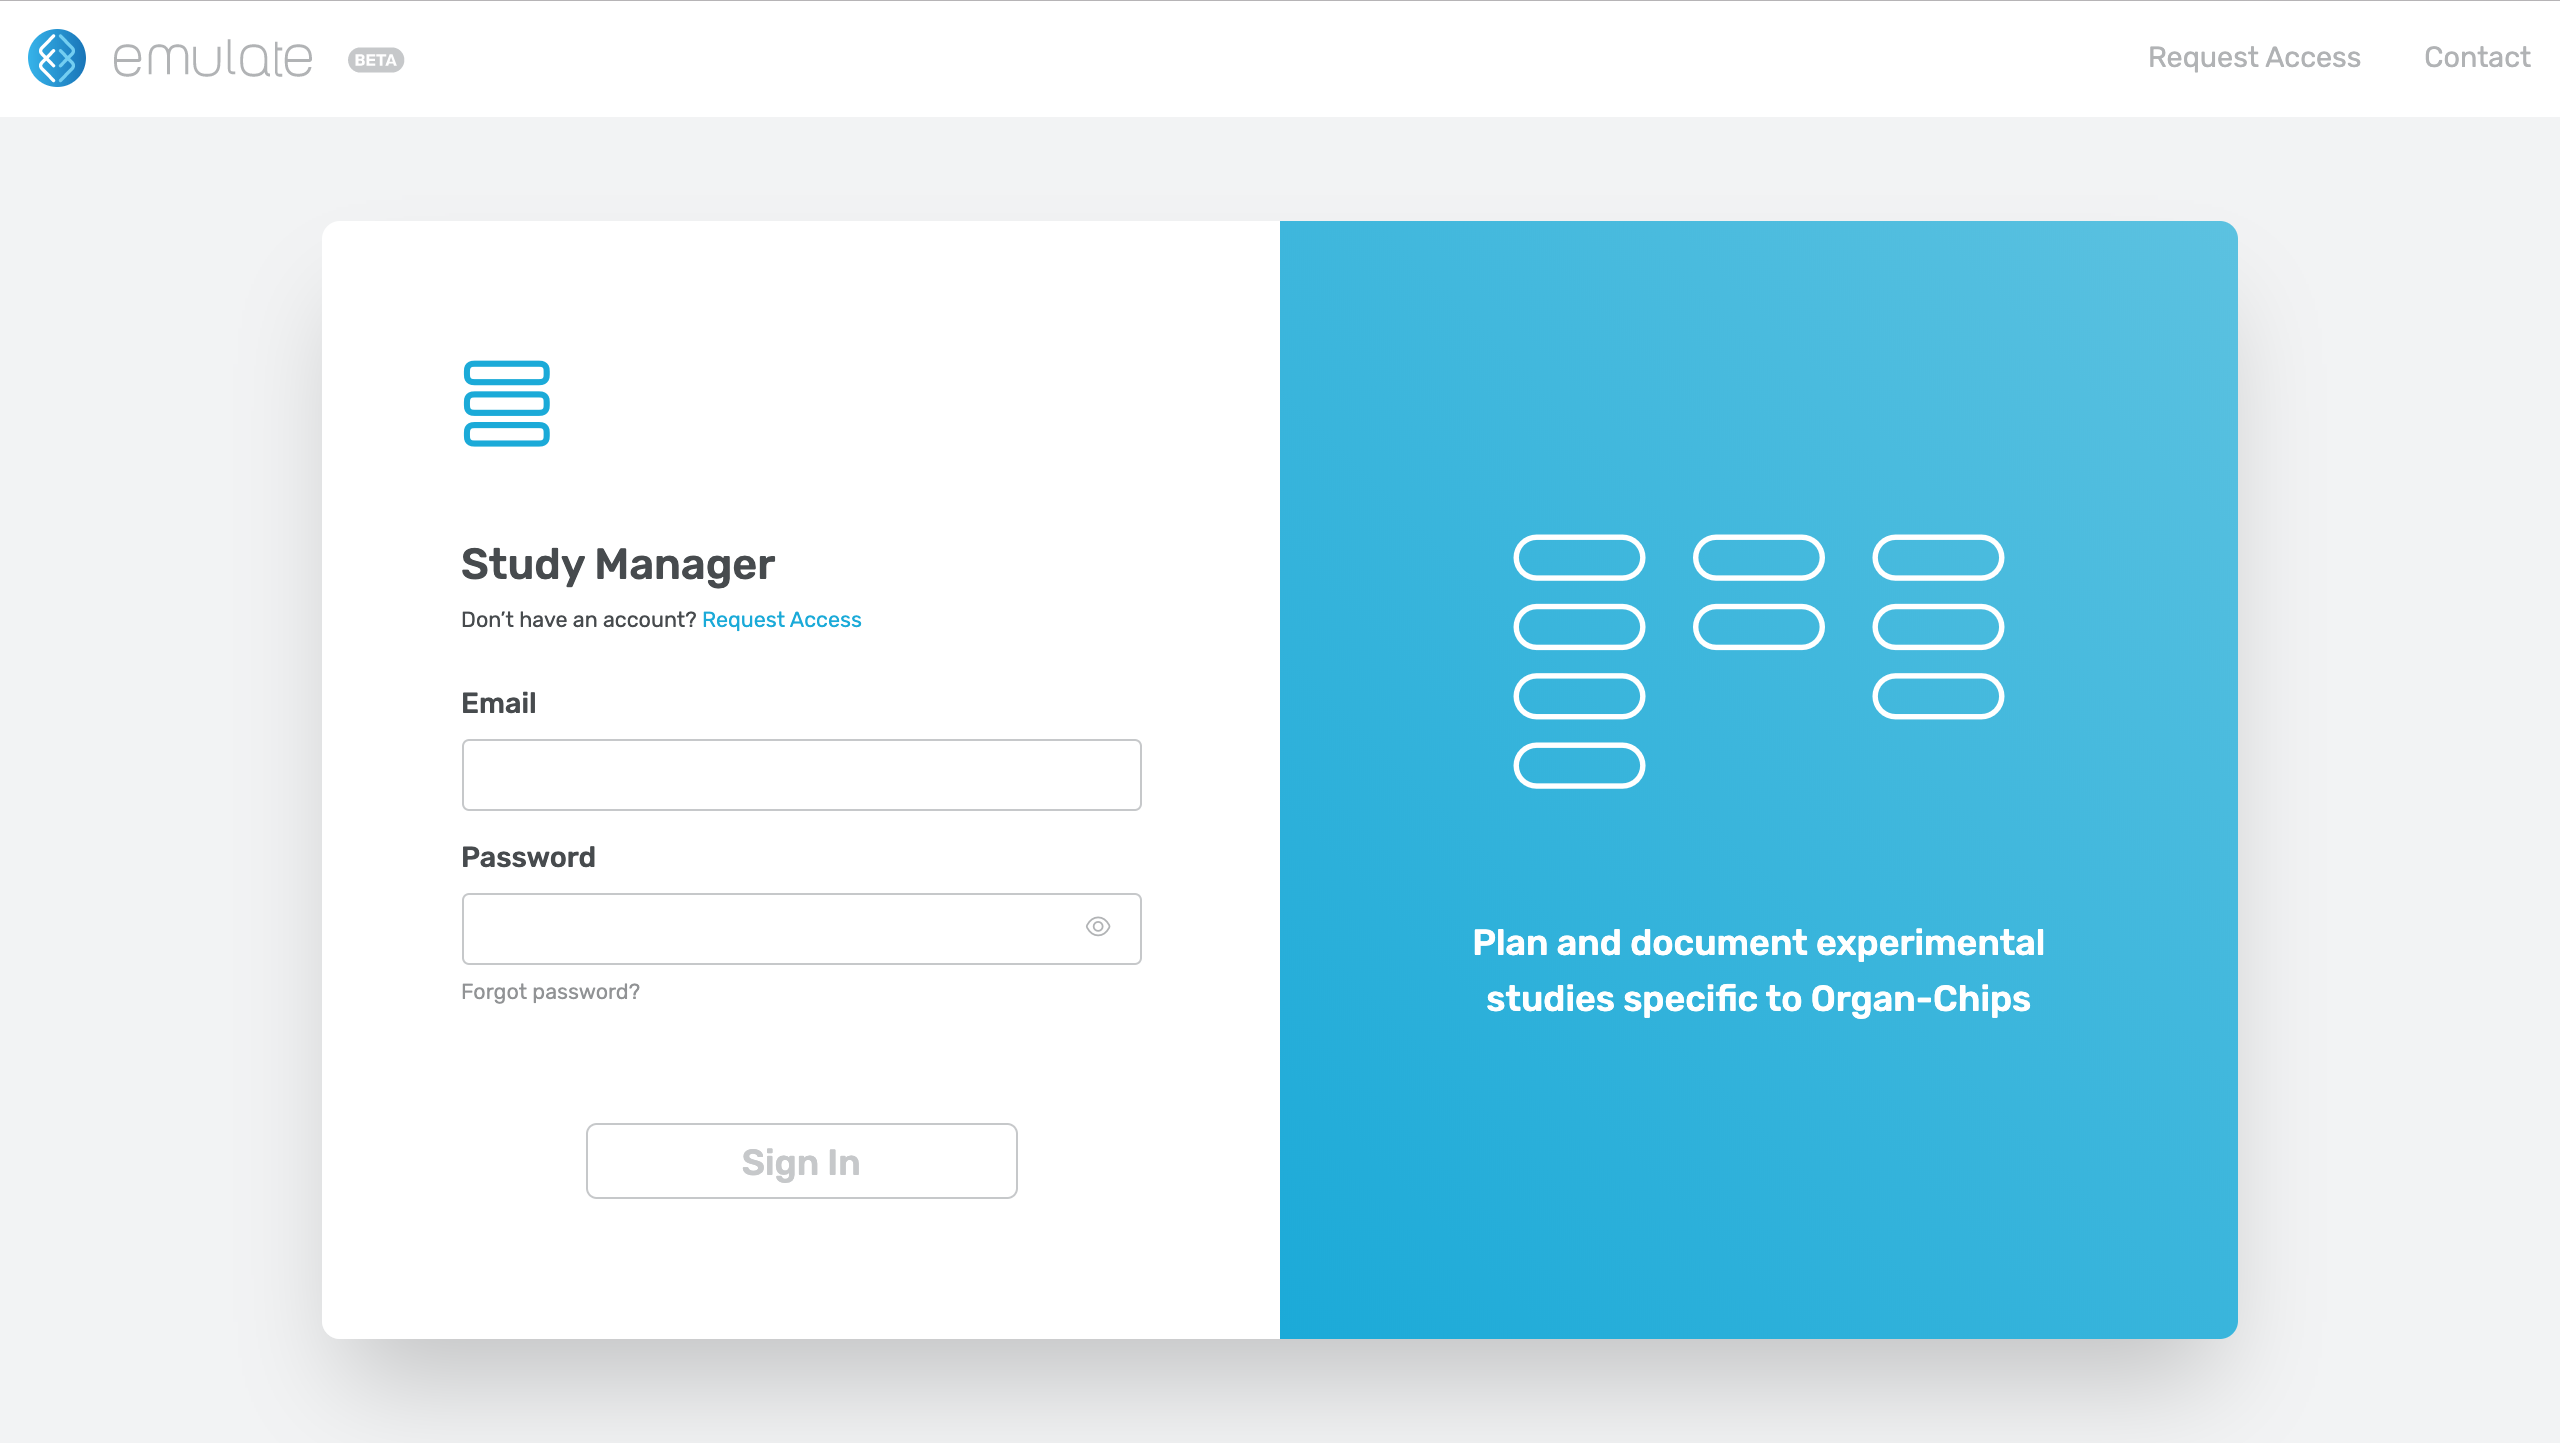 emulate BETA
Request Access Contact
Study Manager
Don’t have an account? Request Access
Email
Password
Forgot password?
Sign In
Plan and document experimental
studies specific to Organ-Chips